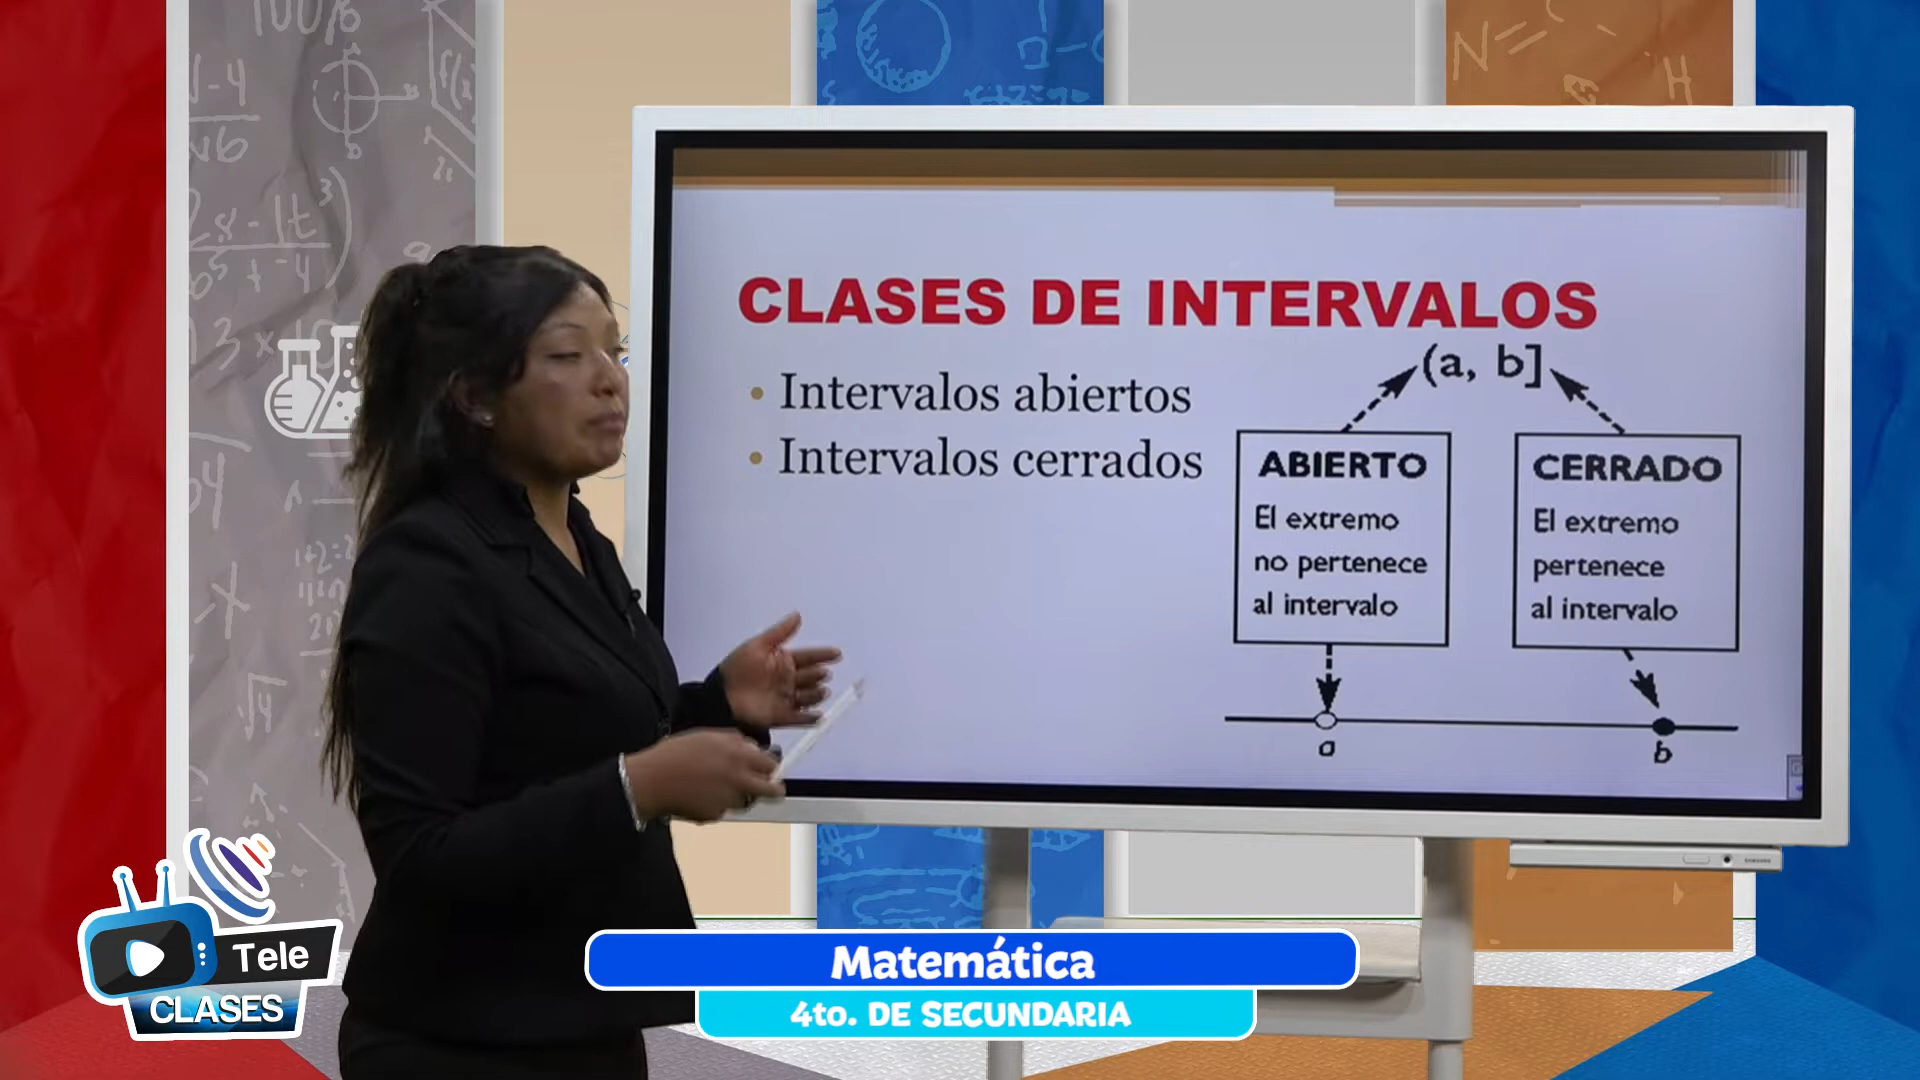 CLASES DE INTERVALOS
(a, b]
• Intervalos abiertos
• Intervalos cerrados
ABIERTO
El extremo
no pertenece
al intervalo
CERRADO
El extremo
pertenece
al intervalo
a
b
SAMSUNG
Tele
CLASES
Matemática
4to. DE SECUNDARIA